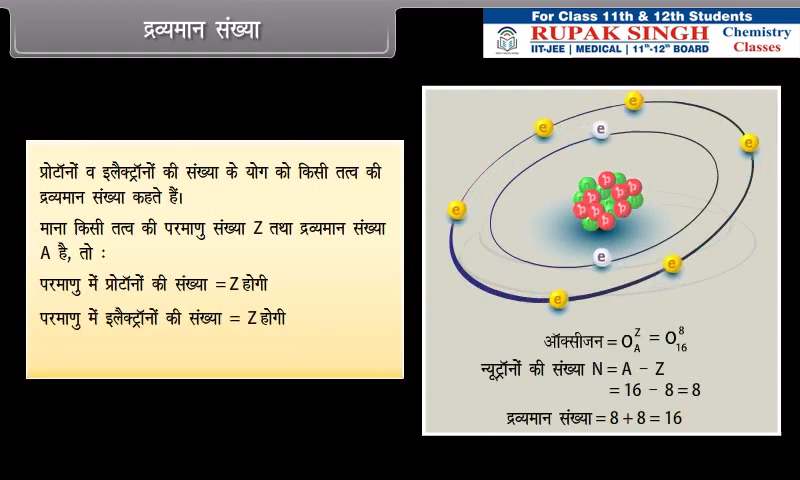 द्रव्यमान संख्या
For Class 11th & 12th Students
RUPAK SINGH
IIT-JEE | MEDICAL | 11th-12th BOARD
Chemistry
Classes
प्रोटॉनों व इलैक्ट्रॉनों की संख्या के योग को किसी तत्व की
द्रव्यमान संख्या कहते हैं।
माना किसी तत्व की परमाणु संख्या Z तथा द्रव्यमान संख्या
A है, तो :
परमाणु में प्रोटॉनों की संख्या = Z होगी
परमाणु में इलैक्ट्रॉनों की संख्या = Z होगी
e
e
e
e
e
p
p
p
p
p
p
p
p
e
e
e
ऑक्सीजन = O Z A = O 8 16
न्यूट्रॉनों की संख्या N = A - Z
= 16 - 8 = 8
द्रव्यमान संख्या = 8 + 8 = 16